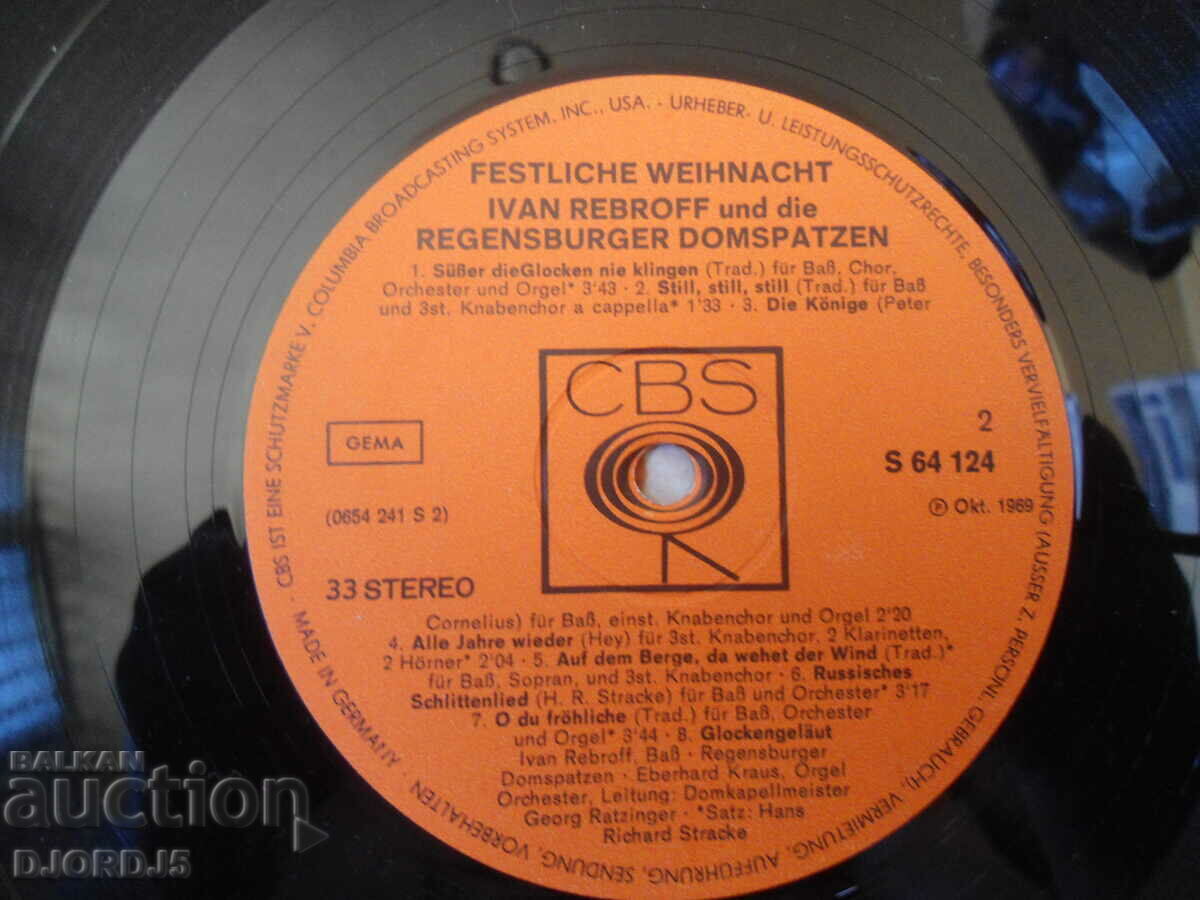 CBS IST EINE SCHUTZMARKE V. COLUMBIA BROADCASTING SYSTEM, INC., USA. - URHEBER- U. LEISTUNGSSCHUTZRECHTE, BESONDERS VERVIELFÄLTIGUNG (AUSSER Z. PERSÖNL. GEBRAUCH), VERMIETUNG, AUFFÜHRUNG, SENDUNG, VORBEHALTEN · MADE IN GERMANY ·
FESTLICHE WEIHNACHT
IVAN REBROFF und die
REGENSBURGER DOMSPATZEN
1. Süßer dieGlocken nie klingen (Trad.) für Baß, Chor,
Orchester und Orgel* 3'43 · 2. Still, still, still (Trad.) für Baß
und 3st. Knabenchor a cappella* 1'33 · 3. Die Könige (Peter
CBS
GEMA
2
S 64 124
(0654 241 S 2)
℗ Okt. 1969
33 STEREO
Cornelius) für Baß, einst. Knabenchor und Orgel 2'20
4. Alle Jahre wieder (Hey) für 3st. Knabenchor, 2 Klarinetten,
2 Hörner* 2'04 · 5. Auf dem Berge, da wehet der Wind (Trad.)*
für Baß, Sopran, und 3st. Knabenchor · 6. Russisches
Schlittenlied (H. R. Stracke) für Baß und Orchester* 3'17
7. O du fröhliche (Trad.) für Baß, Orchester
und Orgel* 3'44 · 8. Glockengeläut
Ivan Rebroff, Baß · Regensburger
Domspatzen · Eberhard Kraus, Orgel
Orchester, Leitung: Domkapellmeister
Georg Ratzinger · *Satz: Hans
Richard Stracke
BALKAN
auction
DJORDJ5